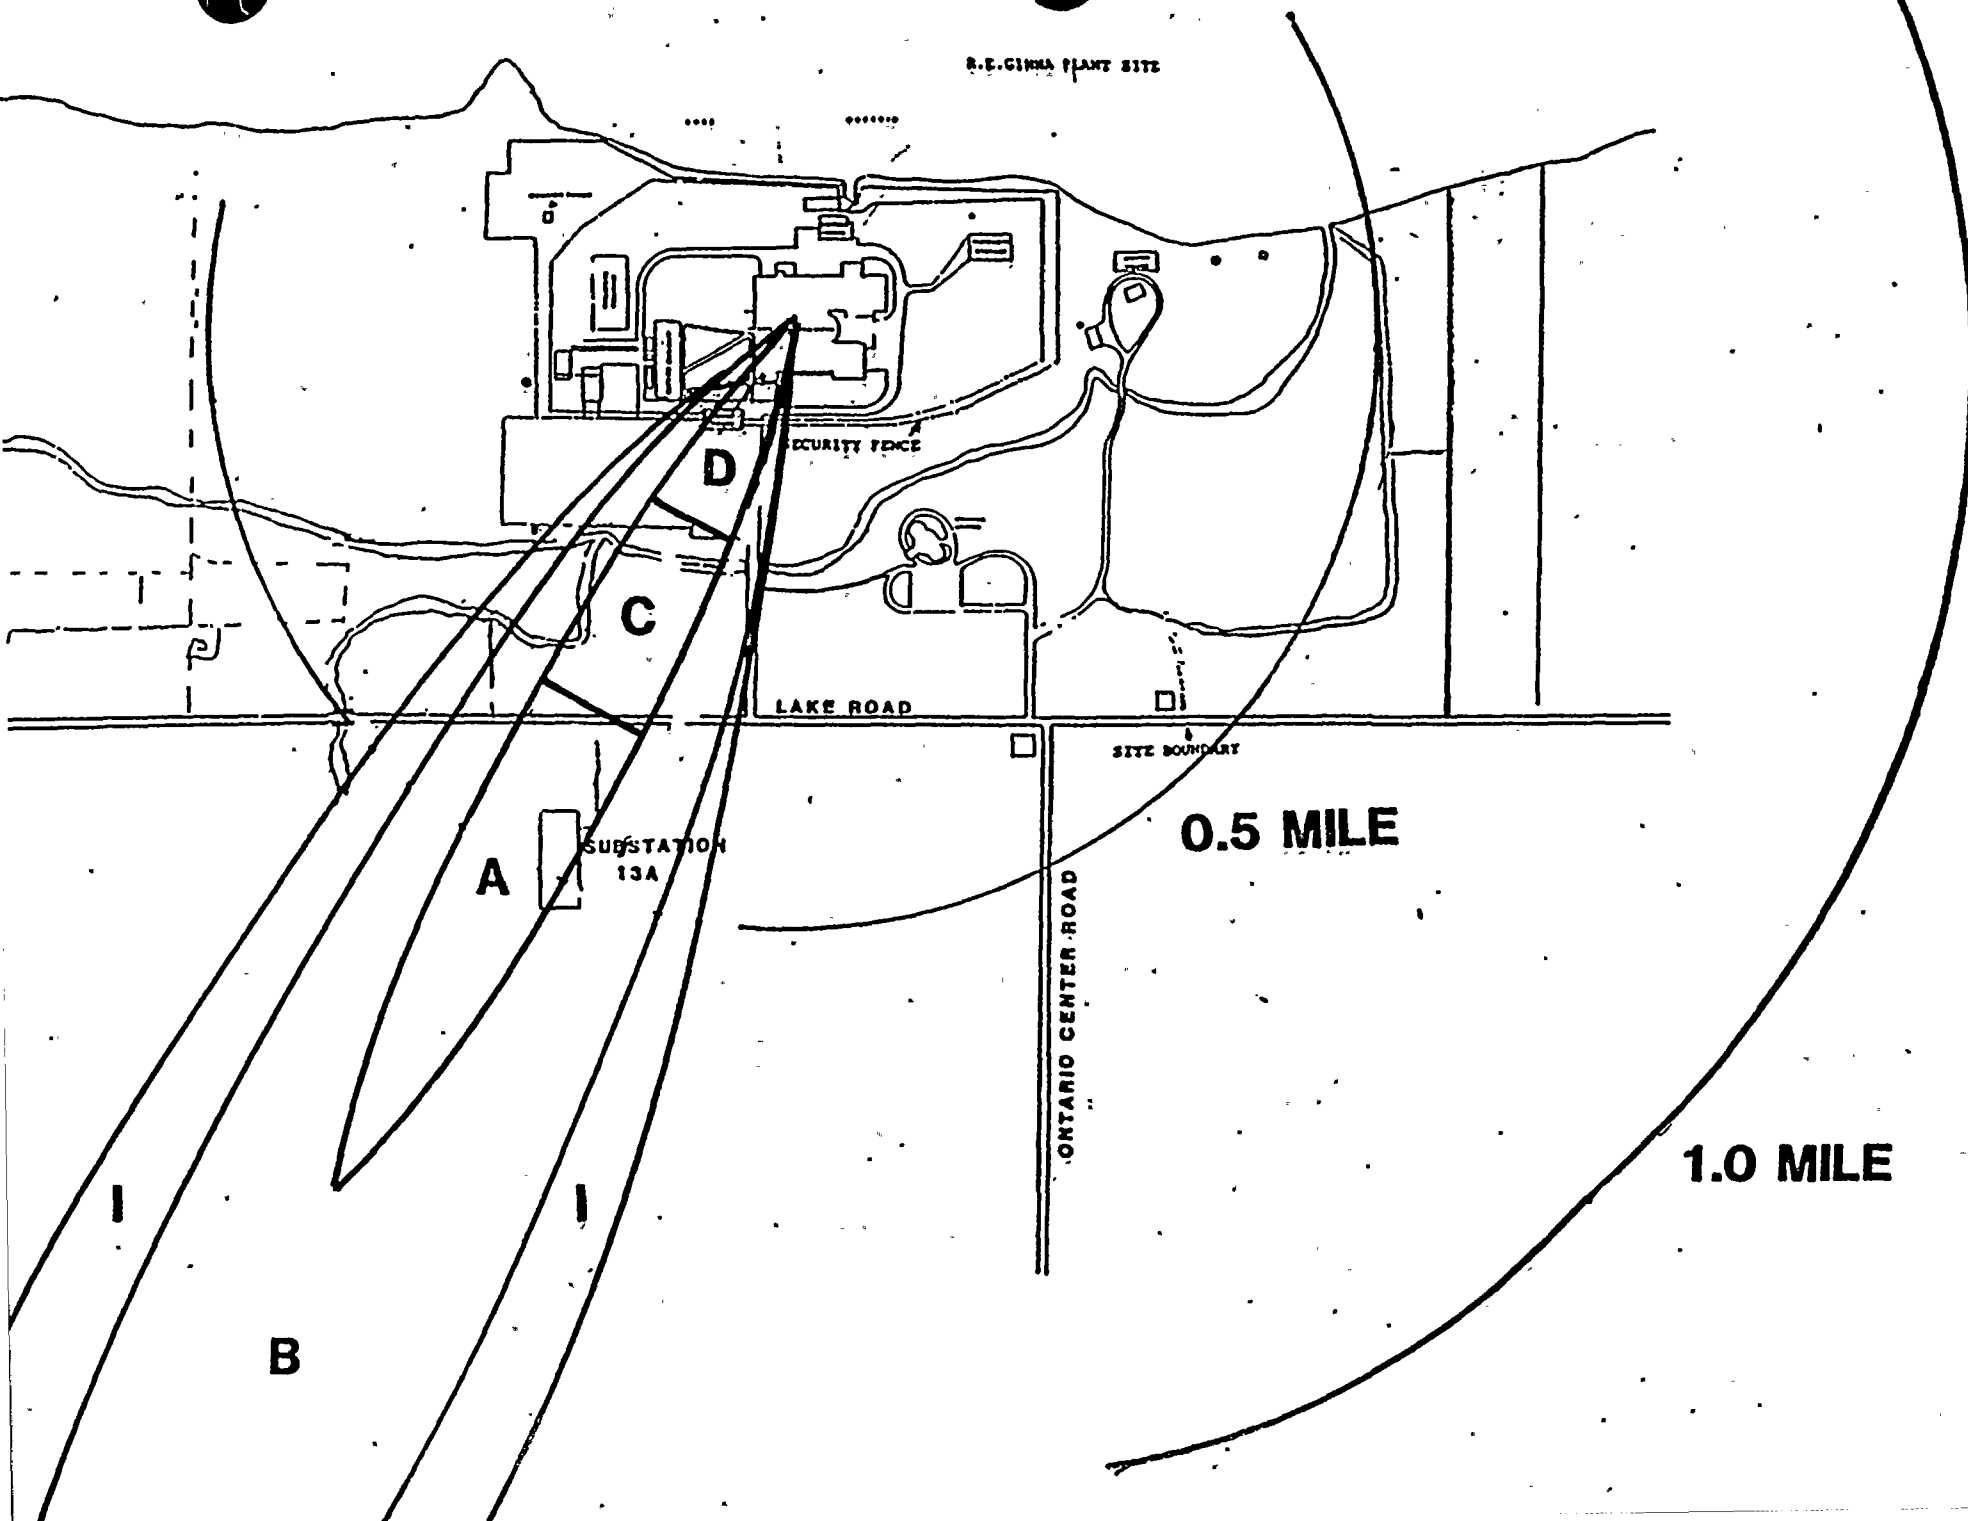 R.E.GINNA PLANT SITE
SECURITY FENCE
D
C
LAKE ROAD
SITE BOUNDARY
0.5 MILE
SUBSTATION
13A
A
ONTARIO CENTER ROAD
1.0 MILE
I
I
B